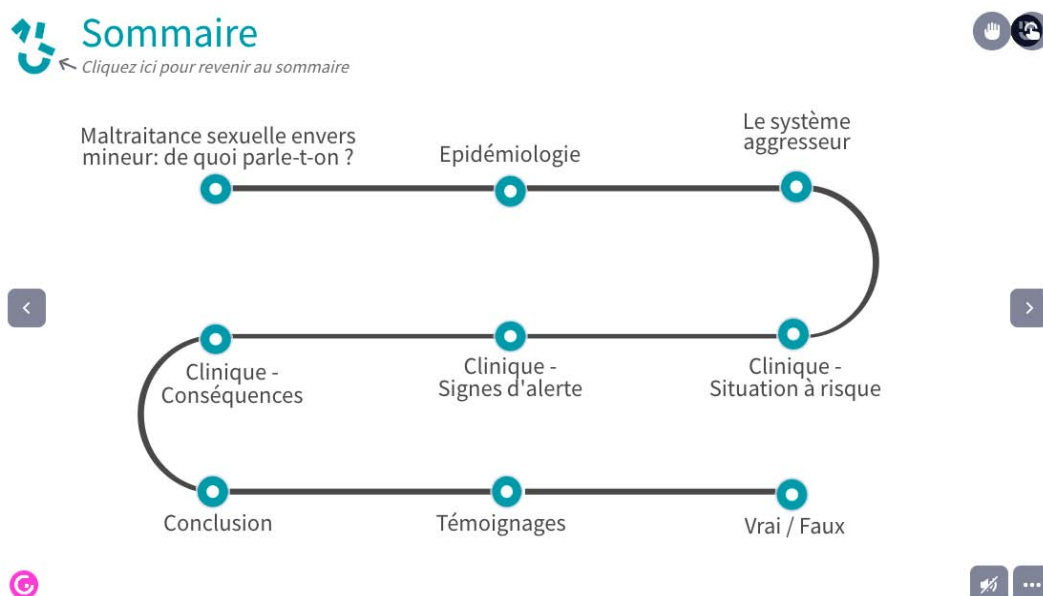 Sommaire
Cliquez ici pour revenir au sommaire
Maltraitance sexuelle envers
mineur: de quoi parle-t-on ?
Epidémiologie
Le système
aggresseur
Clinique -
Conséquences
Clinique -
Signes d'alerte
Clinique -
Situation à risque
Conclusion
Témoignages
Vrai / Faux